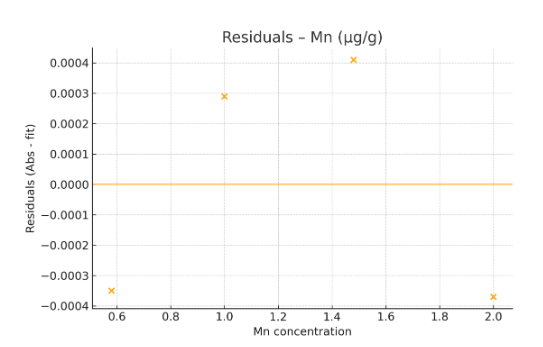 Residuals – Mn (µg/g)
0.0004
0.0003
0.0002
0.0001
0.0000
−0.0001
−0.0002
−0.0003
−0.0004
Residuals (Abs - fit)
0.6 0.8 1.0 1.2 1.4 1.6 1.8 2.0
Mn concentration